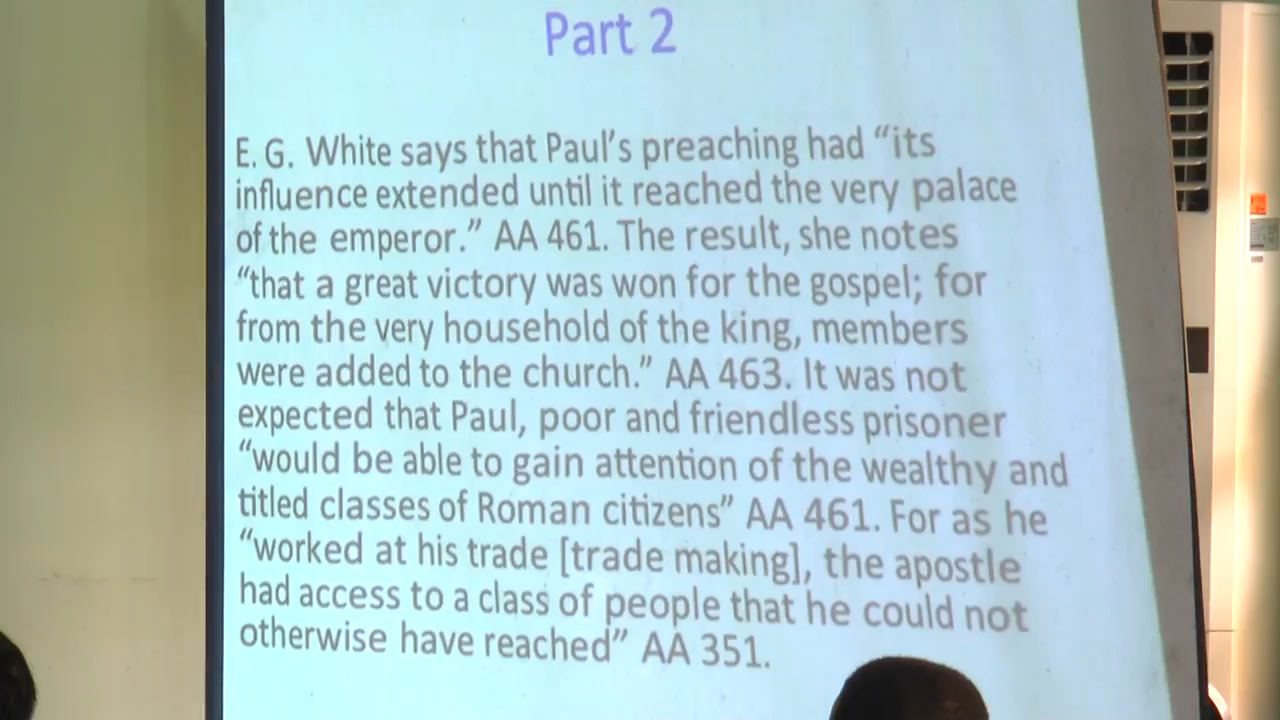 Part 2
E. G. White says that Paul's preaching had “its
influence extended until it reached the very palace
of the emperor.” AA 461. The result, she notes
“that a great victory was won for the gospel; for
from the very household of the king, members
were added to the church.” AA 463. It was not
expected that Paul, poor and friendless prisoner
“would be able to gain attention of the wealthy and
titled classes of Roman citizens” AA 461. For as he
“worked at his trade [trade making], the apostle
had access to a class of people that he could not
otherwise have reached” AA 351.